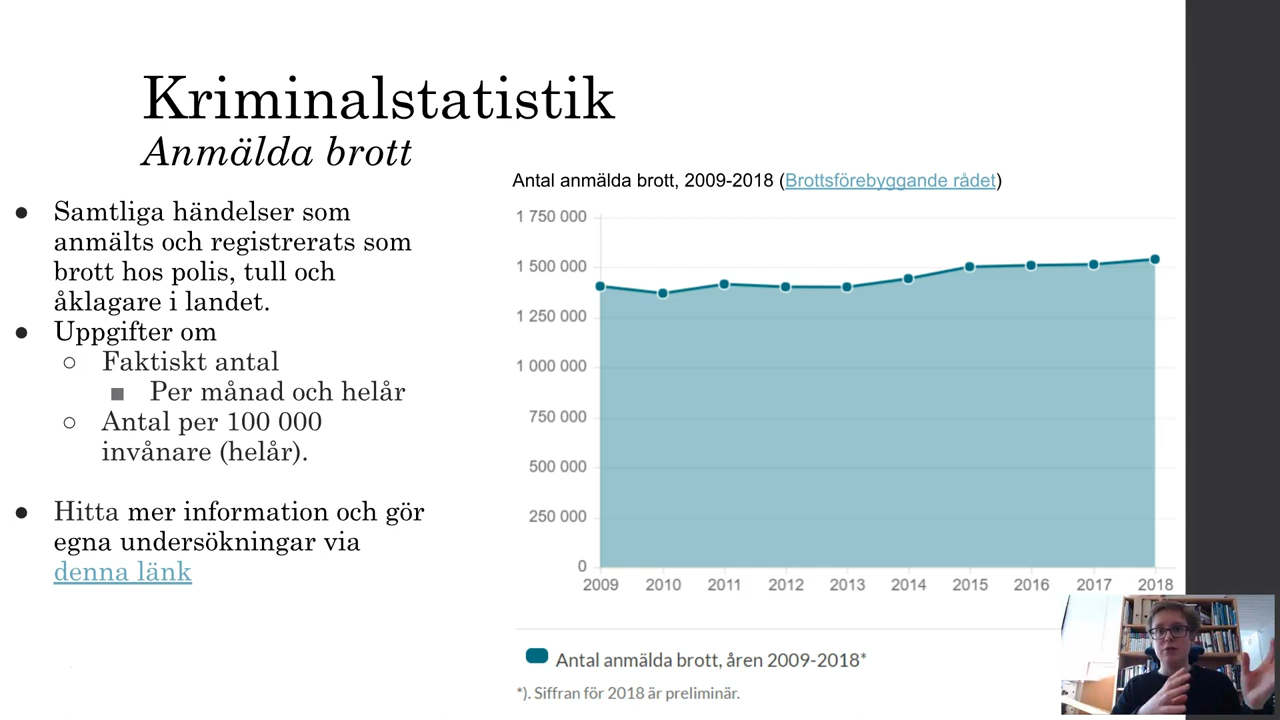 Kriminalstatistik
Anmälda brott
● Samtliga händelser som
anmälts och registrerats som
brott hos polis, tull och
åklagare i landet.
● Uppgifter om
○ Faktiskt antal
■ Per månad och helår
○ Antal per 100 000
invånare (helår).
● Hitta mer information och gör
egna undersökningar via
denna länk
Antal anmälda brott, 2009-2018 (Brottsförebyggande rådet)
1 750 000
1 500 000
1 250 000
1 000 000
750 000
500 000
250 000
0
2009 2010 2011 2012 2013 2014 2015 2016 2017 2018
Antal anmälda brott, åren 2009-2018*
*). Siffran för 2018 är preliminär.